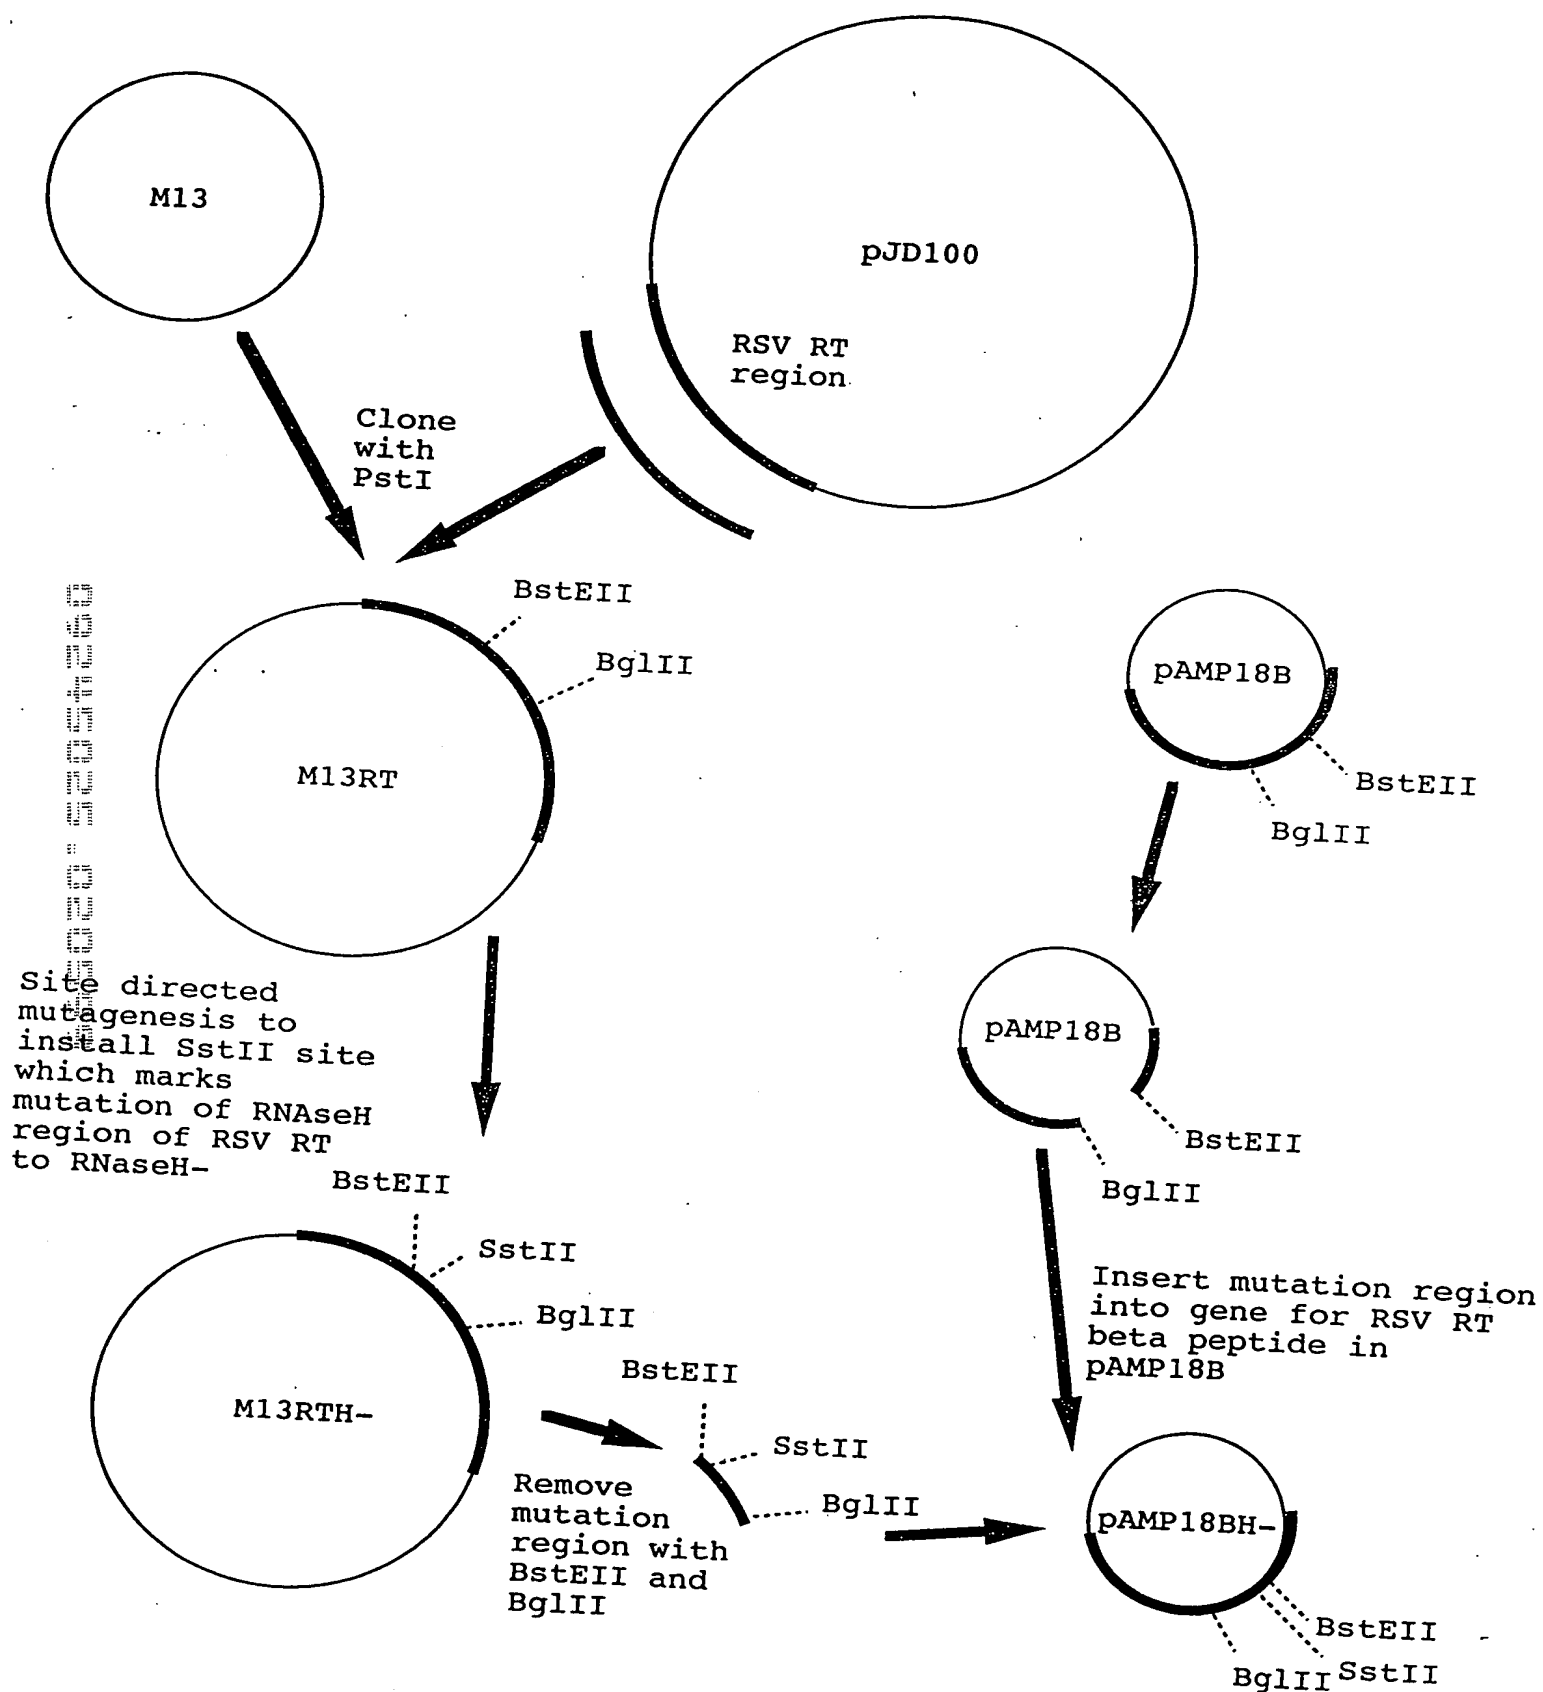 M13
pJD100
RSV RT
region
Clone
with
PstI
BstEII
BglII
M13RT
pAMP18B
BstEII
BglII
Site directed
mutagenesis to
install SstII site
which marks
mutation of RNAseH
region of RSV RT
to RNaseH-
pAMP18B
BstEII
BglII
BstEII
SstII
BglII
M13RTH-
Insert mutation region
into gene for RSV RT
beta peptide in
pAMP18B
BstEII
SstII
BglII
Remove
mutation
region with
BstEII and
BglII
pAMP18BH-
BstEII
SstII
BglII